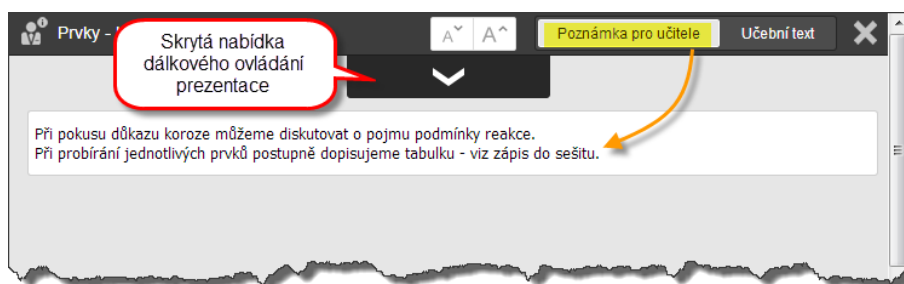 0
Prvky -
A˅ A^
Poznámka pro učitele
Učební text
Skrytá nabídka
dálkového ovládání
prezentace
Při pokusu důkazu koroze můžeme diskutovat o pojmu podmínky reakce.
Při probírání jednotlivých prvků postupně dopisujeme tabulku - viz zápis do sešitu.